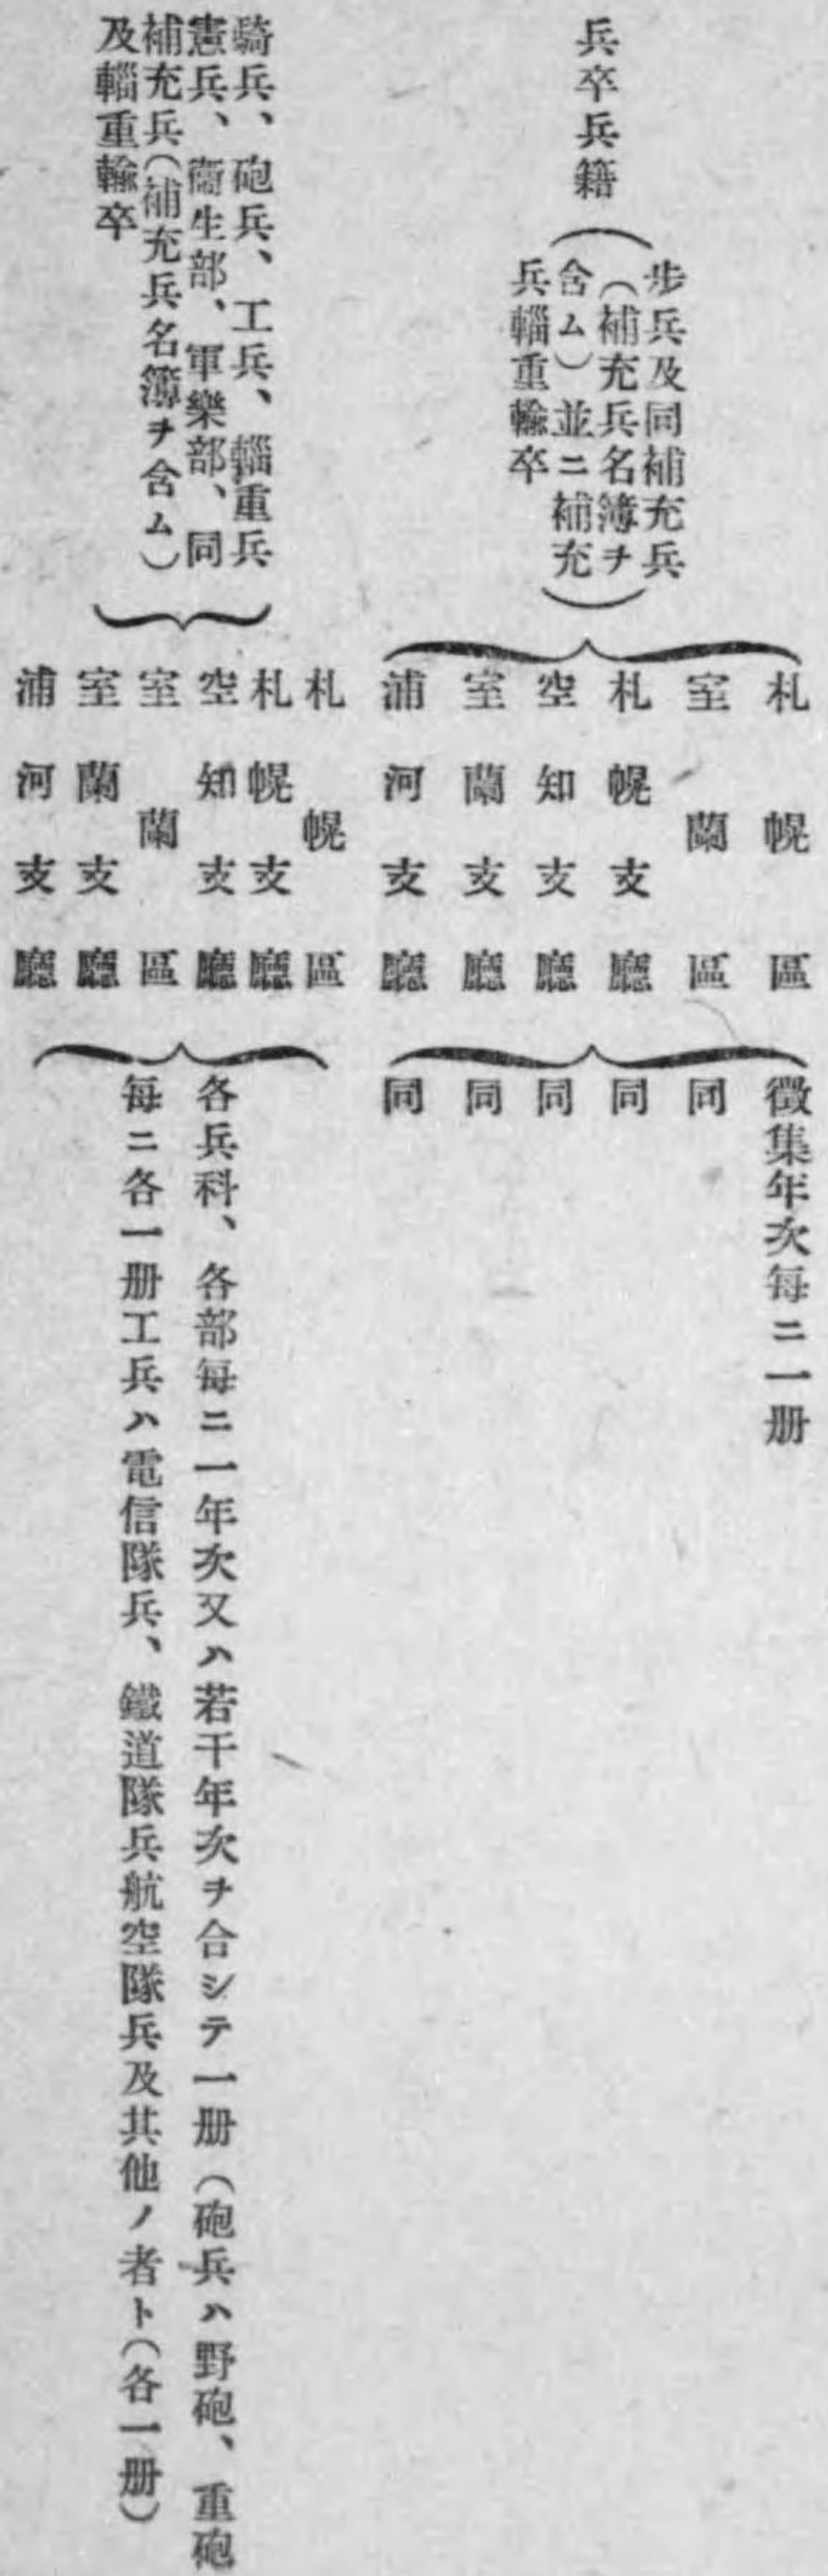 兵卒兵籍
（步兵及同補充兵
（補充兵名簿ヲ
含ム）並ニ補充
兵輜重輸卒）
札幌區
室蘭區
札幌支廳
空知支廳
室蘭支廳
浦河支廳
徵集年次每ニ一册
同
同
同
同
同
騎兵、砲兵、工兵、輜重兵
憲兵、衞生部、軍樂部、同
補充兵（補充兵名簿ヲ含ム）
及輜重輸卒
札幌區
札幌支廳
空知支廳
室蘭區
室蘭支廳
浦河支廳
各兵科、各部每ニ一年次又ハ若干年次ヲ合シテ一册（砲兵ハ野砲、重砲
每ニ各一册工兵ハ電信隊兵、鐵道隊兵航空隊兵及其他ノ者ト（各一册）